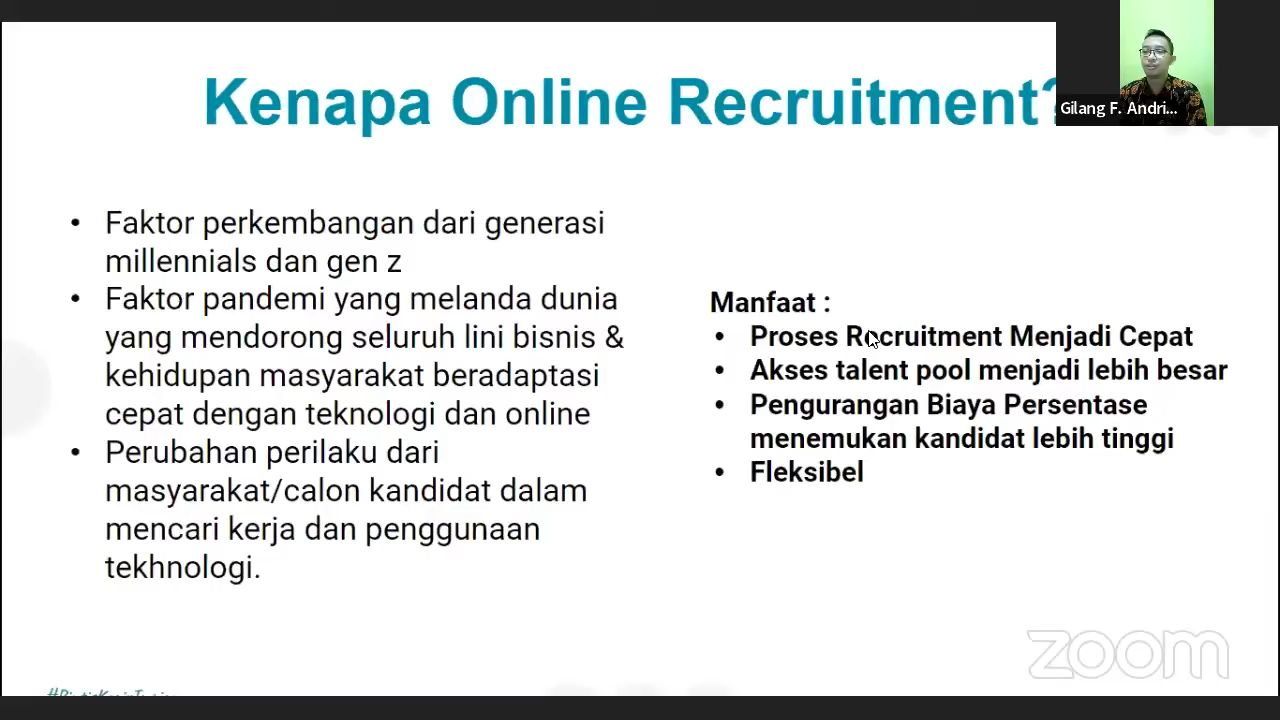 Kenapa Online Recruitment?
Gilang F. Andri...
• Faktor perkembangan dari generasi
millennials dan gen z
• Faktor pandemi yang melanda dunia
yang mendorong seluruh lini bisnis &
kehidupan masyarakat beradaptasi
cepat dengan teknologi dan online
• Perubahan perilaku dari
masyarakat/calon kandidat dalam
mencari kerja dan penggunaan
tekhnologi.
Manfaat :
• Proses Recruitment Menjadi Cepat
• Akses talent pool menjadi lebih besar
• Pengurangan Biaya Persentase
menemukan kandidat lebih tinggi
• Fleksibel
zoom